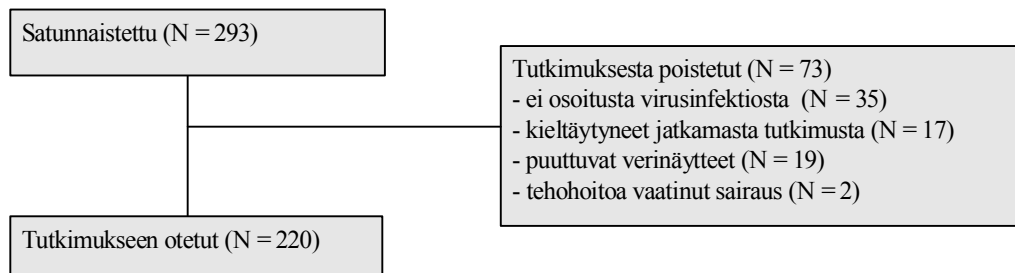 Satunnaistettu (N = 293)
Tutkimuksesta poistetut (N = 73)
- ei osoitusta virusinfektiosta (N = 35)
- kieltäytyneet jatkamasta tutkimusta (N = 17)
- puuttuvat verinäytteet (N = 19)
- tehohoitoa vaatinut sairaus (N = 2)
Tutkimukseen otetut (N = 220)